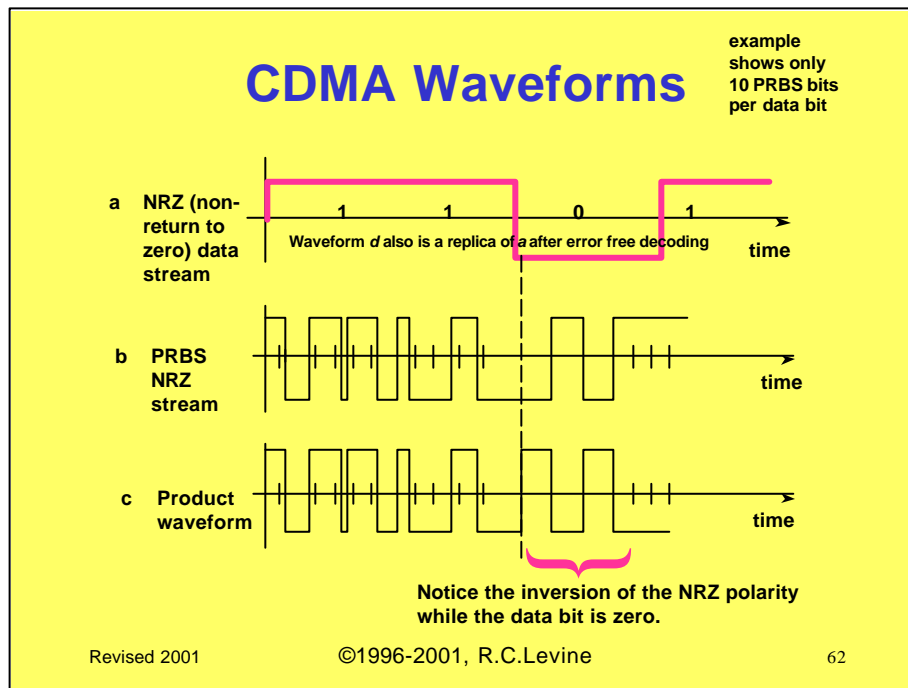 example
shows only
10 PRBS bits
per data bit
CDMA Waveforms
a NRZ (non-
return to
zero) data
stream
1 1 0 1
Waveform d also is a replica of a after error free decoding
time
b PRBS
NRZ
stream
time
c Product
waveform
time
Notice the inversion of the NRZ polarity
while the data bit is zero.
Revised 2001 ©1996-2001, R.C.Levine 62